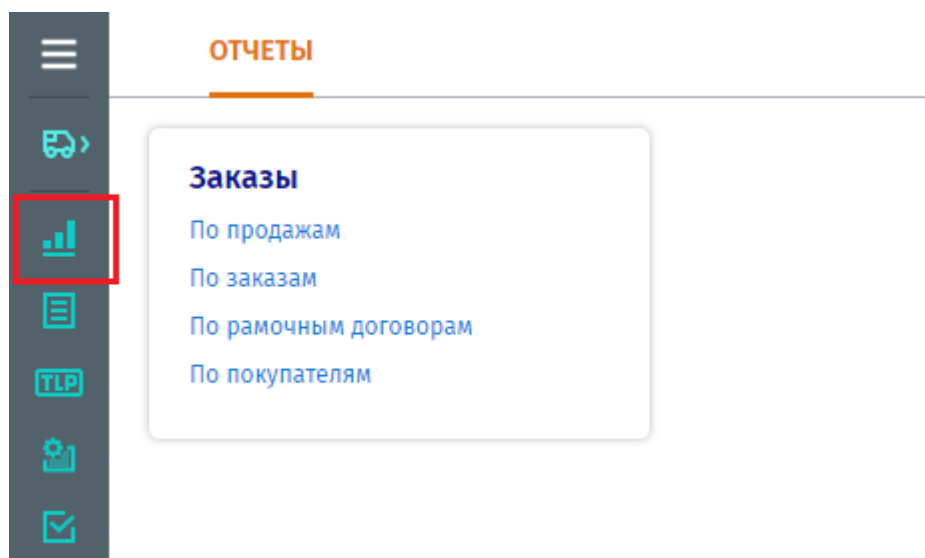 ОТЧЕТЫ
Заказы
По продажам
По заказам
По рамочным договорам
По покупателям
TLP